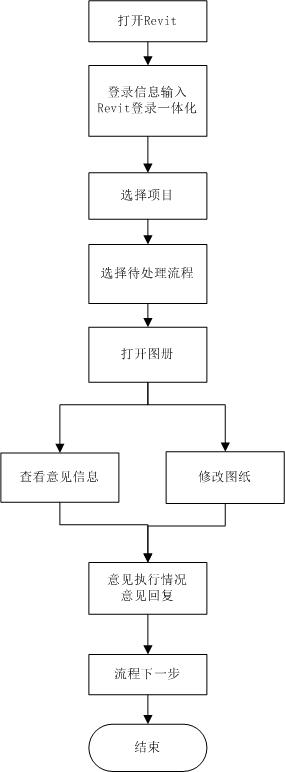 打开Revit
登录信息输入
Revit登录一体化
选择项目
选择待处理流程
打开图册
查看意见信息
修改图纸
意见执行情况
意见回复
流程下一步
结束